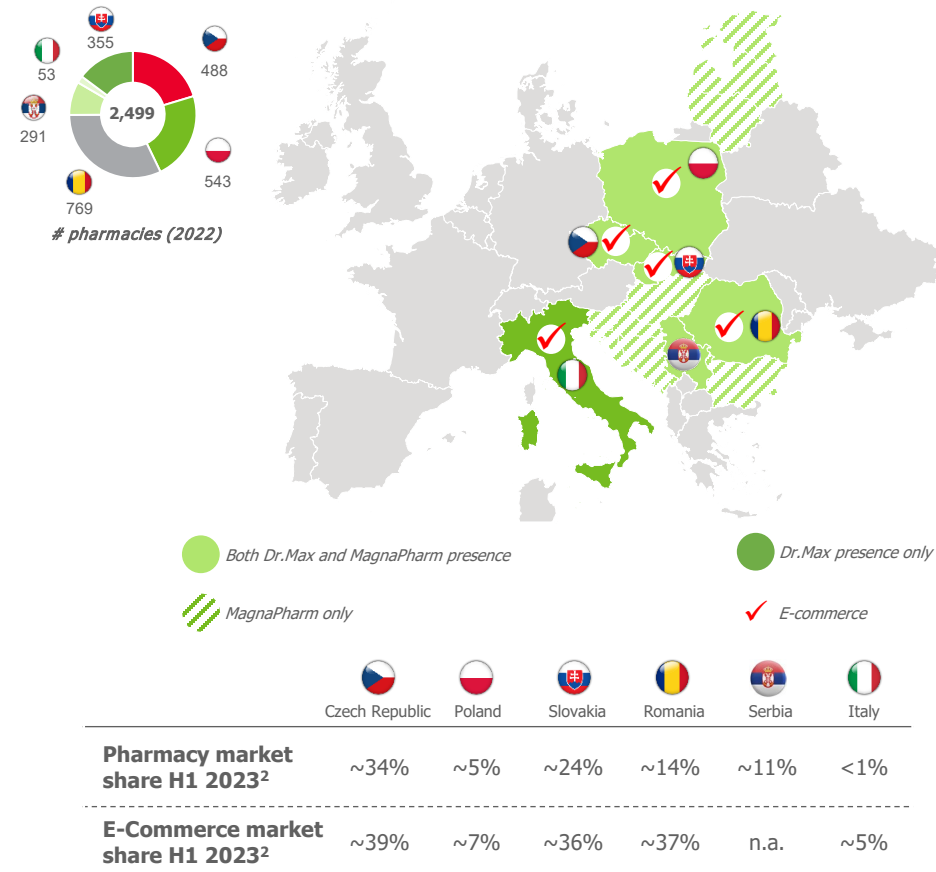 355
488
53
2,499
291
543
769
# pharmacies (2022)
Both Dr.Max and MagnaPharm presence
Dr.Max presence only
MagnaPharm only
E-commerce
Czech Republic Poland Slovakia Romania Serbia Italy
Pharmacy market
share H1 2023² ~34% ~5% ~24% ~14% ~11% <1%
E-Commerce market
share H1 2023² ~39% ~7% ~36% ~37% n.a. ~5%